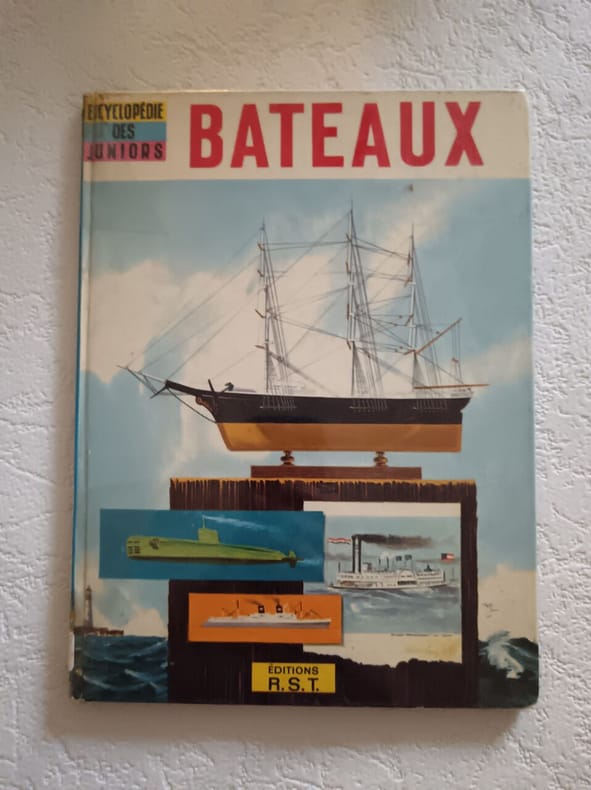 ENCYCLOPÉDIE
DES
JUNIORS
BATEAUX
ÉDITIONS
R.S.T.